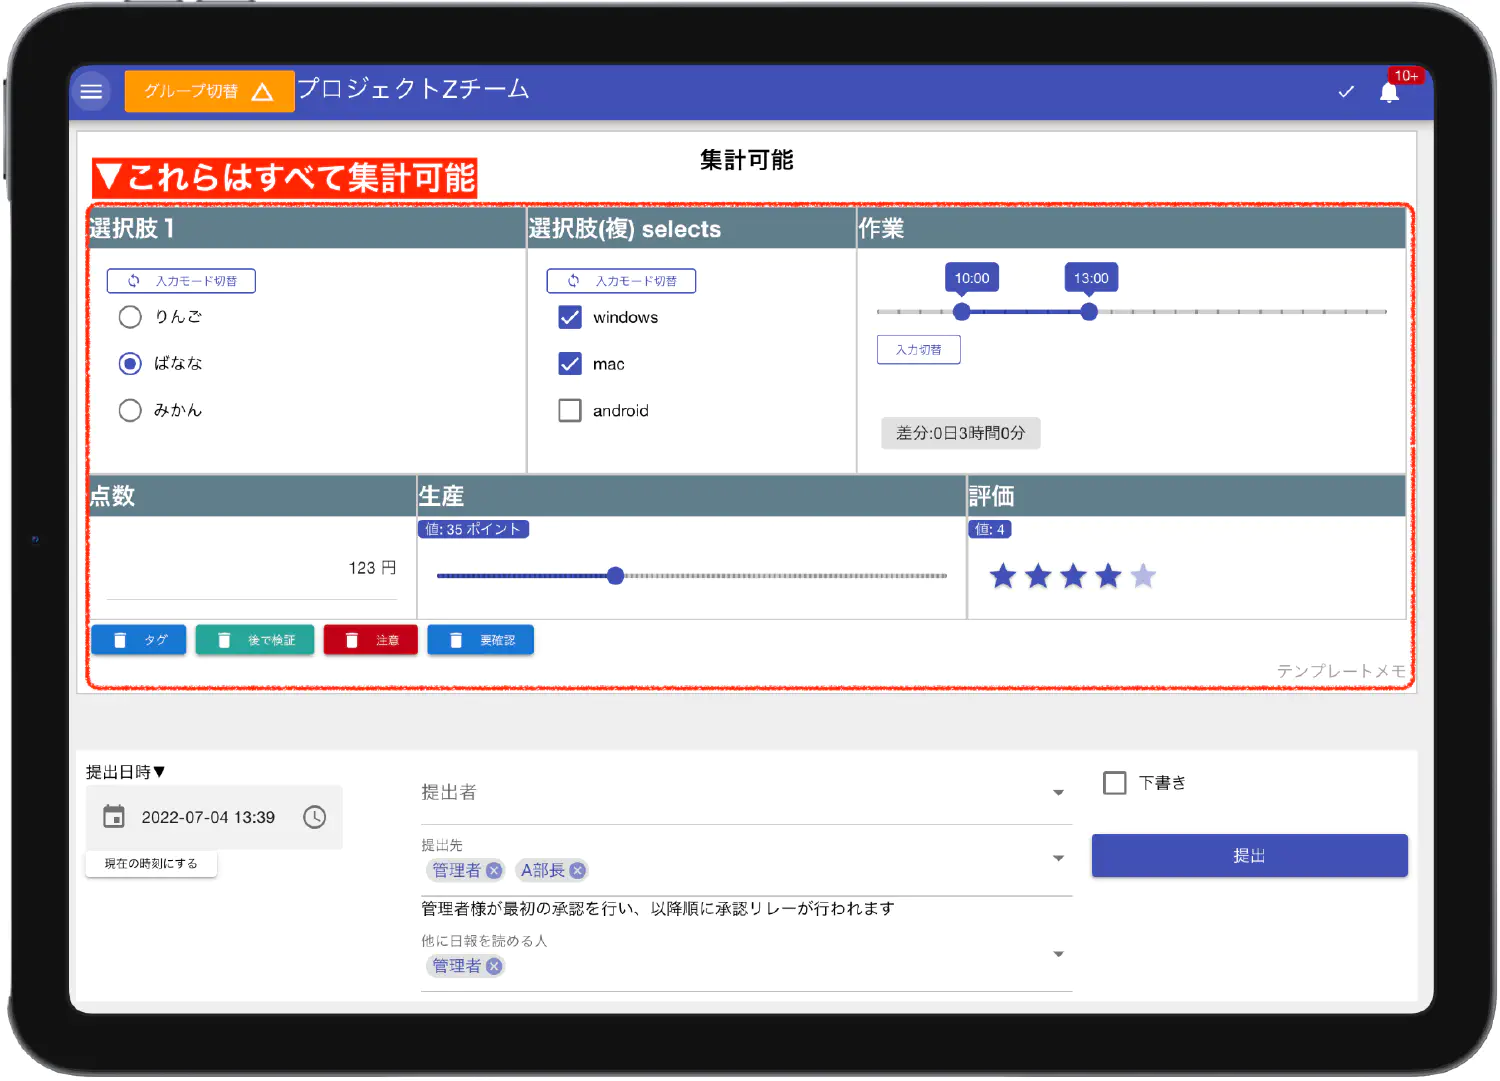 グループ切替 プロジェクトZチーム 10+
集計可能
▼これらはすべて集計可能
選択肢1 選択肢(複) selects 作業
入力モード切替 入力モード切替 10:00 13:00
りんご windows
入力切替
ばなな mac
みかん android
差分:0日3時間0分
点数 生産 評価
値: 35 ポイント 値: 4
123 円
タグ 後で検証 注意 要確認
テンプレートメモ
提出日時▼
提出者 下書き
2022-07-04 13:39
提出先
現在の時刻にする 管理者 A部長 提出
管理者様が最初の承認を行い、以降順に承認リレーが行われます
他に日報を読める人
管理者